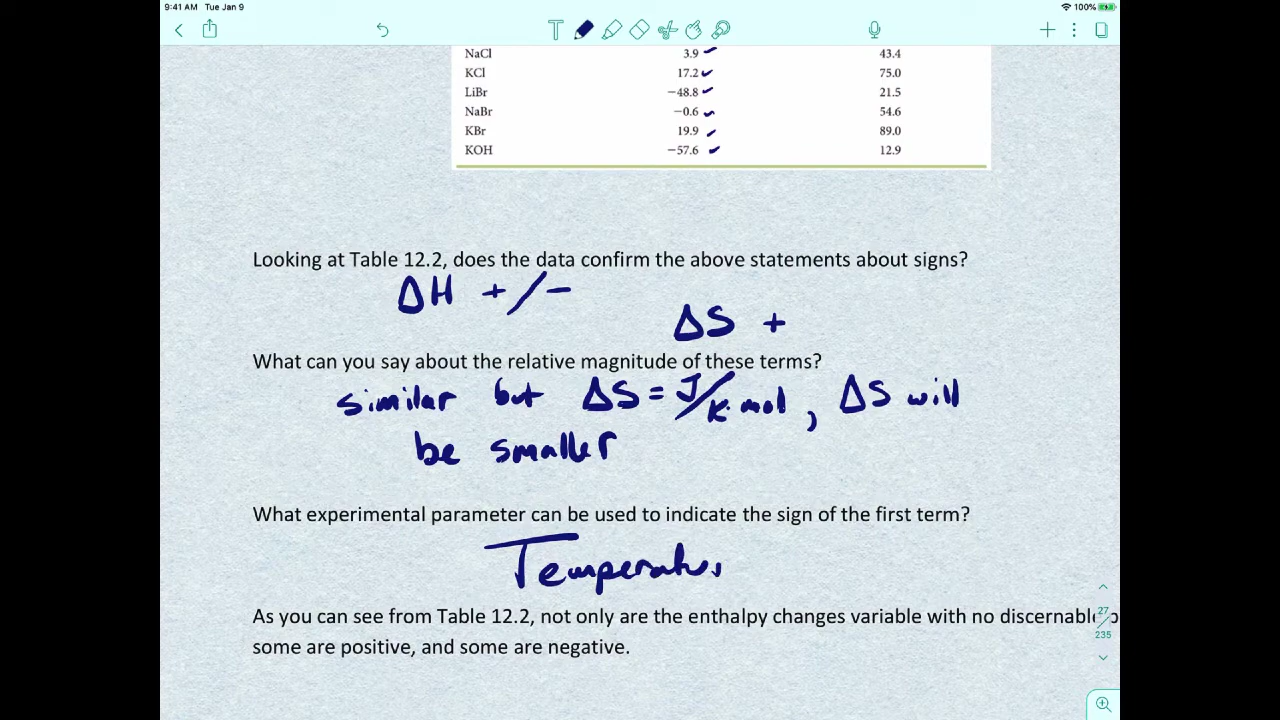 9:41 AM Tue Jan 9 100%
T
NaCl 3.9 43.4
KCl 17.2 75.0
LiBr −48.8 21.5
NaBr −0.6 54.6
KBr 19.9 89.0
KOH −57.6 12.9
Looking at Table 12.2, does the data confirm the above statements about signs?
ΔH +/−
ΔS +
What can you say about the relative magnitude of these terms?
similar but ΔS = J/K·mol, ΔS will
be smaller
What experimental parameter can be used to indicate the sign of the first term?
As you can see from Table 12.2, not only are the enthalpy changes variable with no discernable
some are positive, and some are negative.
27
235